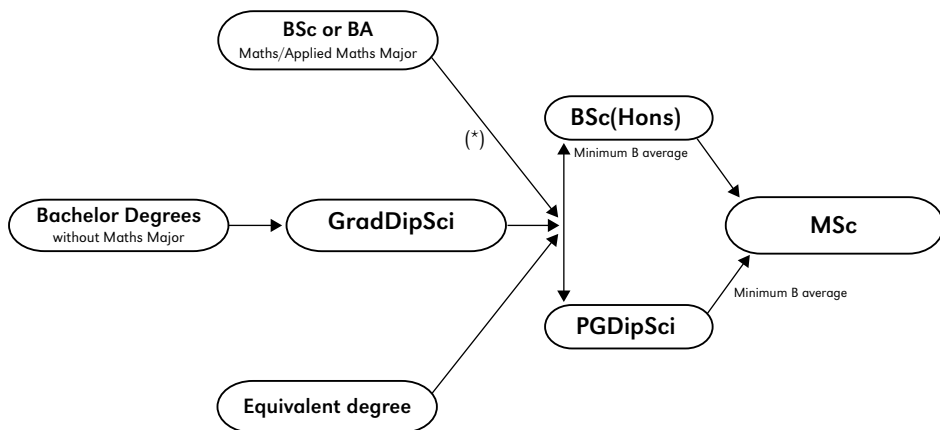 BSc or BA
Maths/Applied Maths Major
(*)
BSc(Hons)
Minimum B average
Bachelor Degrees
without Maths Major
GradDipSci
MSc
Minimum B average
PGDipSci
Equivalent degree